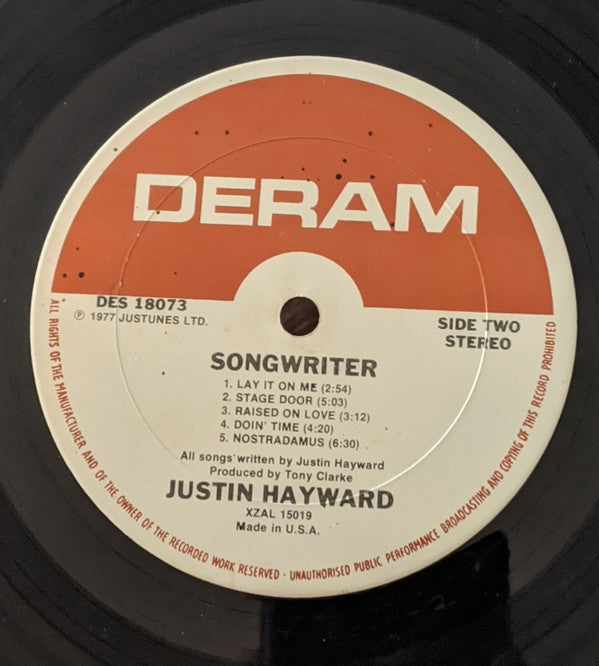 DERAM
DES 18073
℗ 1977 JUSTUNES LTD.
SIDE TWO
STEREO
SONGWRITER
1. LAY IT ON ME (2:54)
2. STAGE DOOR (5:03)
3. RAISED ON LOVE (3:12)
4. DOIN' TIME (4:20)
5. NOSTRADAMUS (6:30)
All songs written by Justin Hayward
Produced by Tony Clarke
JUSTIN HAYWARD
XZAL 15019
Made in U.S.A.
ALL RIGHTS OF THE MANUFACTURER AND OF THE OWNER OF THE RECORDED WORK RESERVED · UNAUTHORISED PUBLIC PERFORMANCE BROADCASTING AND COPYING OF THIS RECORD PROHIBITED